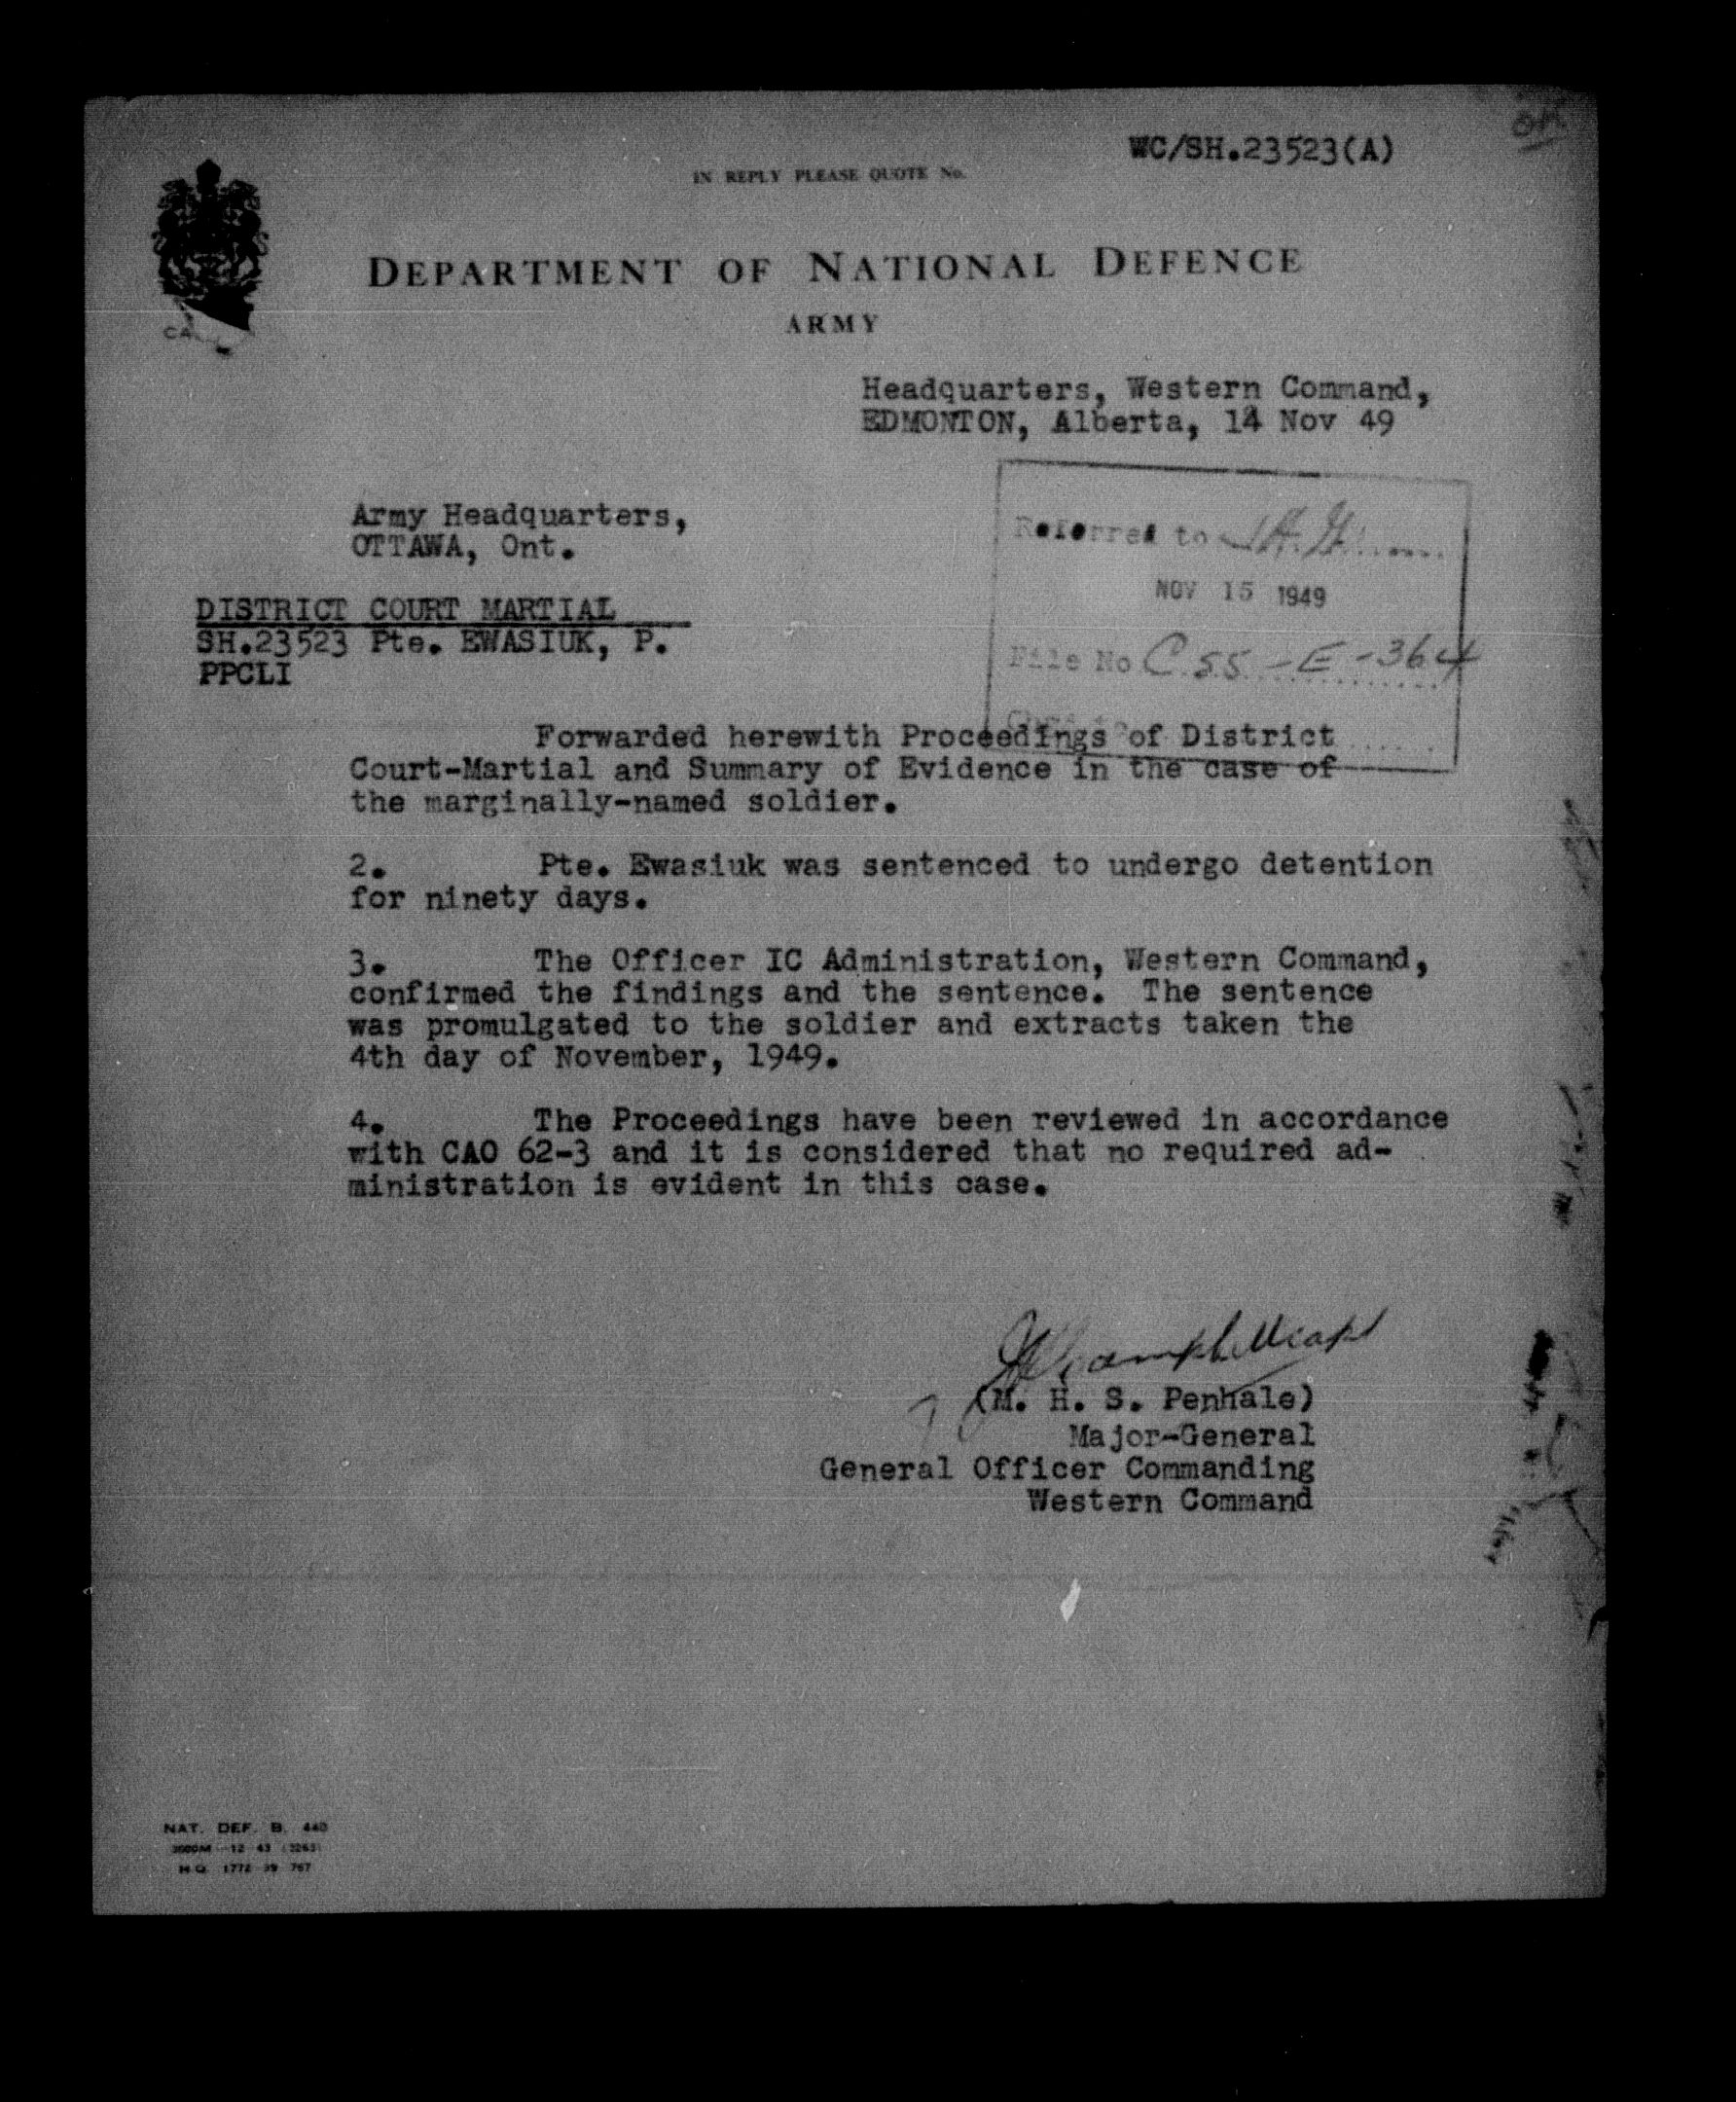 WC/SH.23523(A)
IN REPLY PLEASE QUOTE No.
DEPARTMENT OF NATIONAL DEFENCE
ARMY
Headquarters, Western Command,
EDMONTON, Alberta, 14 Nov 49
Army Headquarters,
OTTAWA, Ont.
Referred to
NOV 15 1949
File No C 55-E-364
DISTRICT COURT MARTIAL
SH.23523 Pte. EWASIUK, P.
PPCLI
Forwarded herewith Proceedings of District
Court-Martial and Summary of Evidence in the case of
the marginally-named soldier.
2. Pte. Ewasiuk was sentenced to undergo detention
for ninety days.
3. The Officer IC Administration, Western Command,
confirmed the findings and the sentence. The sentence
was promulgated to the soldier and extracts taken the
4th day of November, 1949.
4. The Proceedings have been reviewed in accordance
with CAO 62-3 and it is considered that no required ad-
ministration is evident in this case.
(M. H. S. Penhale)
Major-General
General Officer Commanding
Western Command
NAT. DEF. B. 440
H.Q. 1772 39 767